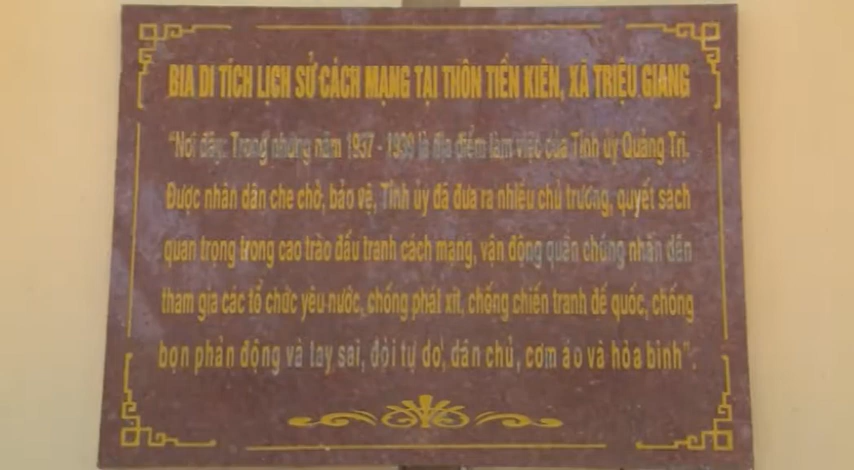 BIA DI TÍCH LỊCH SỬ CÁCH MẠNG TẠI THÔN TIỀN KIÊN, XÃ TRIỆU GIANG
"Nơi đây. Trong những năm 1937 - 1939 là địa điểm làm việc của Tỉnh ủy Quảng Trị.
Được nhân dân che chở, bảo vệ, Tỉnh ủy đã đưa ra nhiều chủ trương, quyết sách
quan trọng trong cao trào đấu tranh cách mạng, vận động quần chúng nhân dân
tham gia các tổ chức yêu nước, chống phát xít, chống chiến tranh đế quốc, chống
bọn phản động và lay sai, đòi tự do, dân chủ, cơm áo và hòa bình".